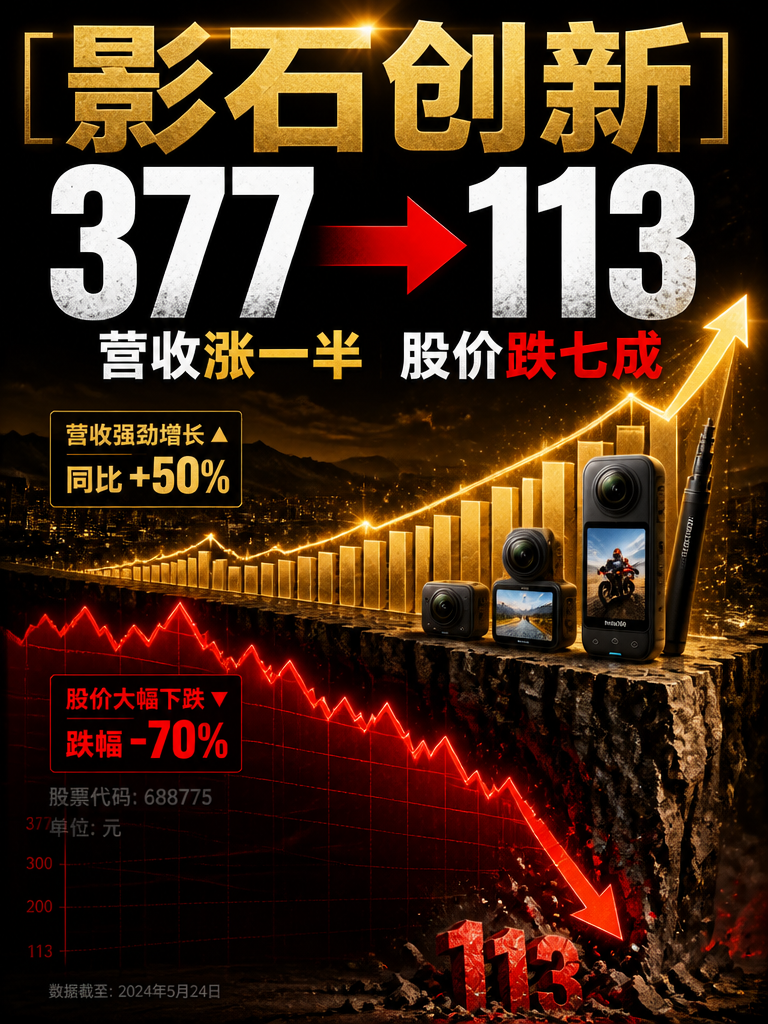 影石创新
377 → 113
营收涨一半 股价跌七成
营收强劲增长 ▲
同比 +50%
Insta360
股价大幅下跌 ▼
跌幅 -70%
股票代码: 688775
单位: 元
377
300
200
113
113
数据截至: 2024年5月24日